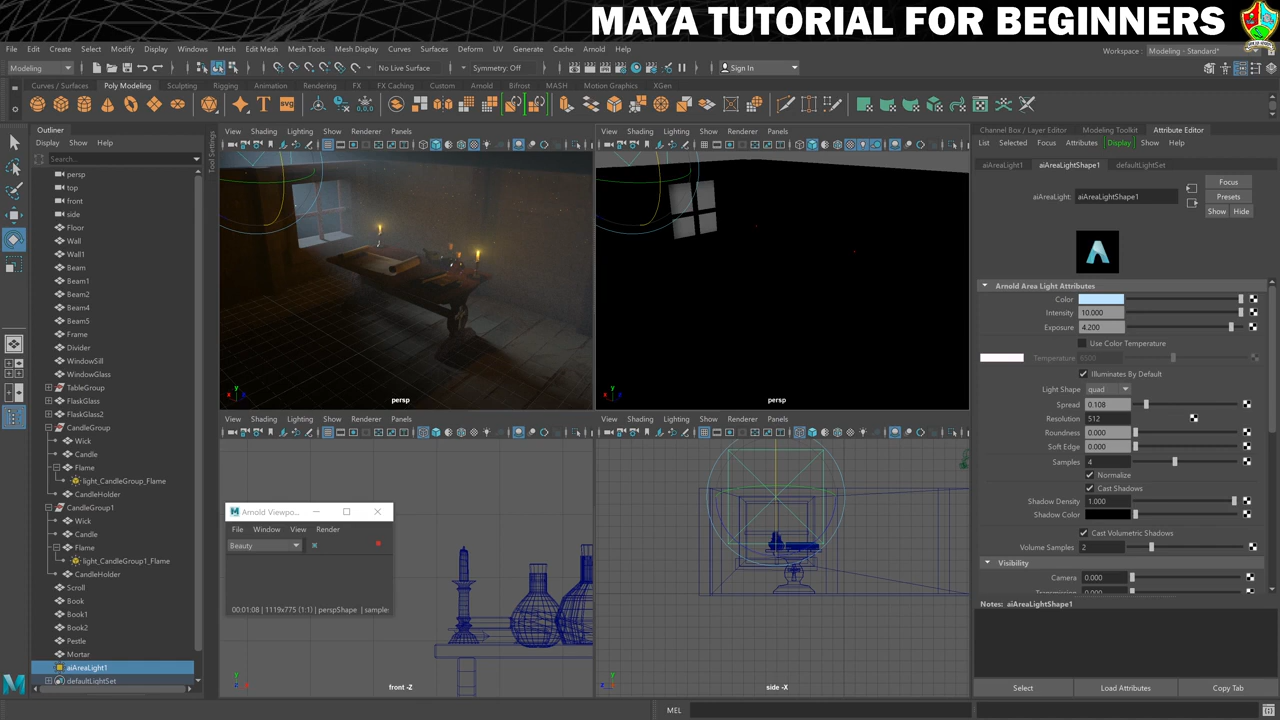 MAYA TUTORIAL FOR BEGINNERS
File Edit Create Select Modify Display Windows Mesh Edit Mesh Mesh Tools Mesh Display Curves Surfaces Deform UV Generate Cache Arnold Help
Workspace : Modeling - Standard*
Modeling
No Live Surface
Symmetry: Off
Sign In
Curves / Surfaces Poly Modeling Sculpting Rigging Animation Rendering FX FX Caching Custom Arnold Bifrost MASH Motion Graphics XGen
Outliner
Display Show Help
Search...
persp
top
front
side
Floor
Wall
Wall1
Beam
Beam1
Beam2
Beam4
Beam5
Frame
Divider
WindowSill
WindowGlass
TableGroup
FlaskGlass
FlaskGlass2
CandleGroup
Wick
Candle
Flame
light_CandleGroup_Flame
CandleHolder
CandleGroup1
Wick
Candle
Flame
light_CandleGroup1_Flame
CandleHolder
Scroll
Book
Book1
Book2
Pestle
Mortar
aiAreaLight1
defaultLightSet
Tool Settings
View Shading Lighting Show Renderer Panels
persp
View Shading Lighting Show Renderer Panels
persp
View Shading Lighting Show Renderer Panels
Arnold Viewpo...
File Window View Render
Beauty
00:01:08 | 1119x775 (1:1) | perspShape | sample
front -Z
View Shading Lighting Show Renderer Panels
side -X
Channel Box / Layer Editor Modeling Toolkit Attribute Editor
List Selected Focus Attributes Display Show Help
aiAreaLight1 aiAreaLightShape1 defaultLightSet
Focus
aiAreaLight: aiAreaLightShape1
Presets
Show Hide
Arnold Area Light Attributes
Color
Intensity 10.000
Exposure 4.200
Use Color Temperature
Temperature 6500
Illuminates By Default
Light Shape quad
Spread 0.108
Resolution 512
Roundness 0.000
Soft Edge 0.000
Samples 4
Normalize
Cast Shadows
Shadow Density 1.000
Shadow Color
Cast Volumetric Shadows
Volume Samples 2
Visibility
Camera 0.000
Notes: aiAreaLightShape1
Select Load Attributes Copy Tab
MEL